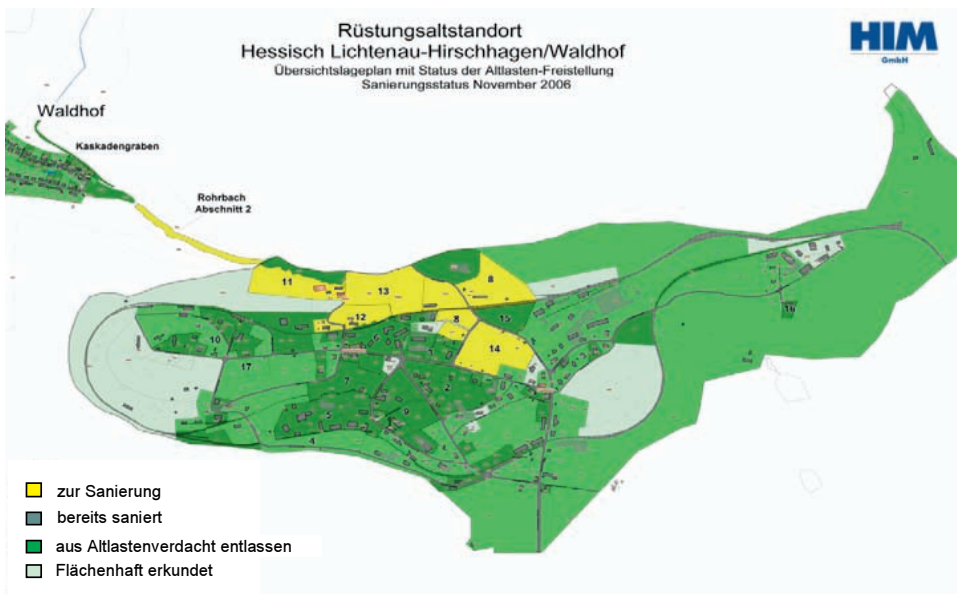 Rüstungsaltstandort
Hessisch Lichtenau-Hirschhagen/Waldhof
Übersichtslageplan mit Status der Altlasten-Freistellung
Sanierungsstatus November 2006
HIM
GmbH
Waldhof
Kaskadengraben
Rohrbach
Abschnitt 2
11
13
8
12
8
15
16
10
14
17
3
7
2
5
9
4
zur Sanierung
bereits saniert
aus Altlastenverdacht entlassen
Flächenhaft erkundet